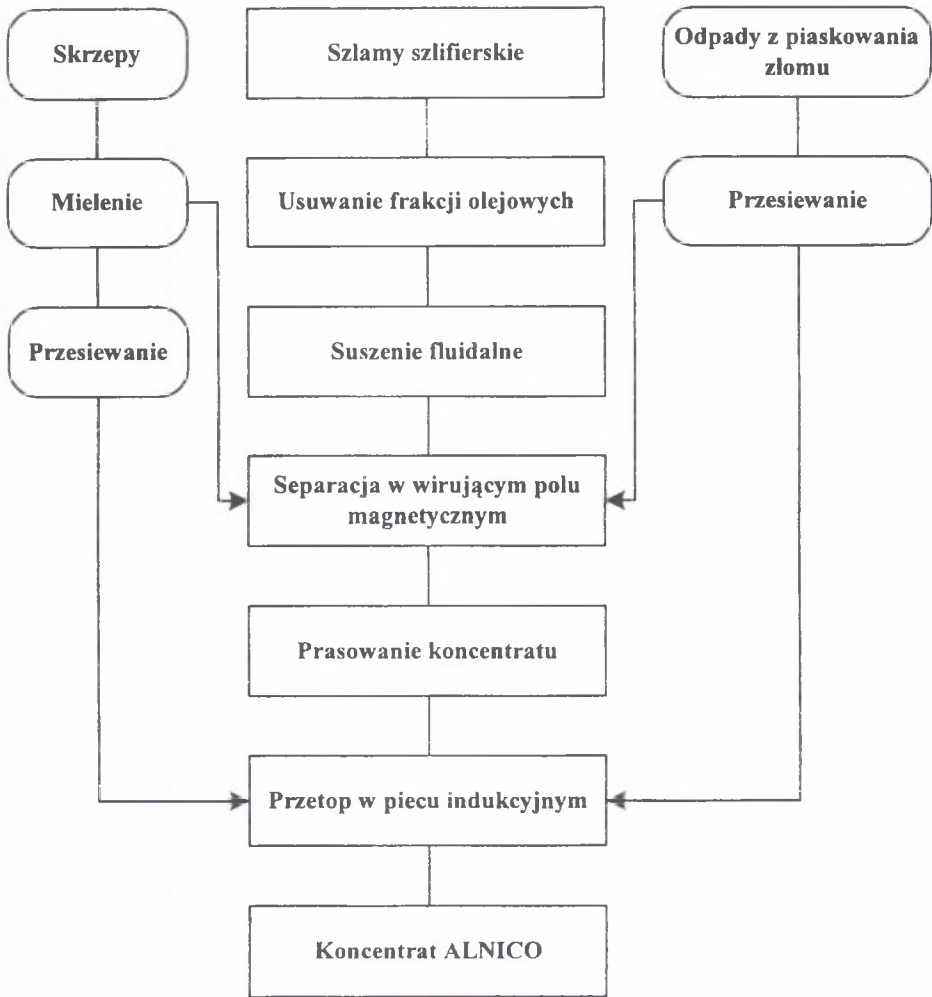 Skrzepy
Szlamy szlifierskie
Odpady z piaskowania
złomu
Mielenie
Usuwanie frakcji olejowych
Przesiewanie
Przesiewanie
Suszenie fluidalne
Separacja w wirującym polu
magnetycznym
Prasowanie koncentratu
Przetop w piecu indukcyjnym
Koncentrat ALNICO